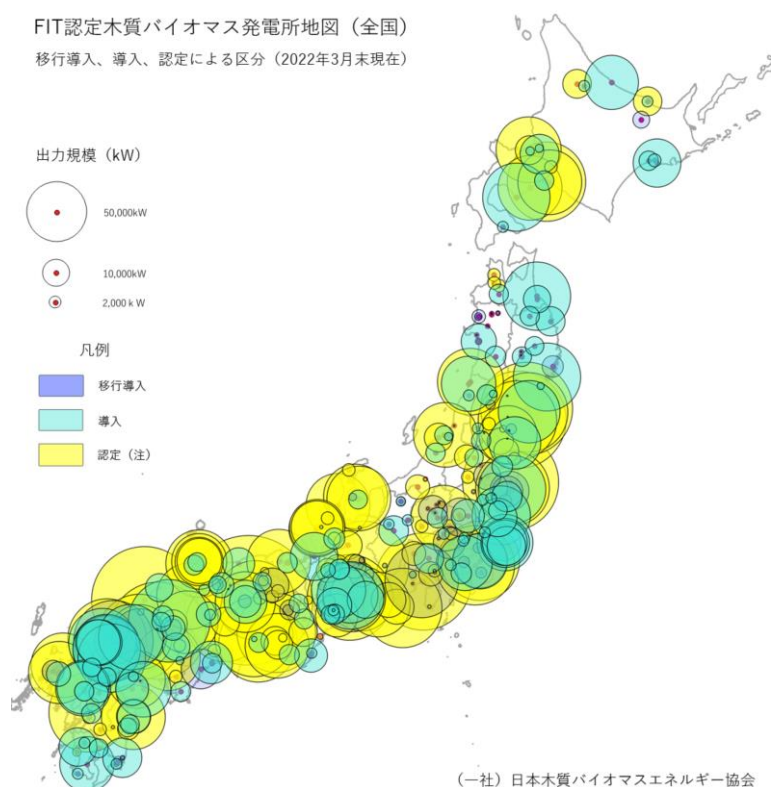 FIT認定木質バイオマス発電所地図（全国）
移行導入、導入、認定による区分（2022年3月末現在）
出力規模（kW）
50,000kW
10,000kW
2,000ｋW
凡例
移行導入
導入
認定（注）
（一社）日本木質バイオマスエネルギー協会